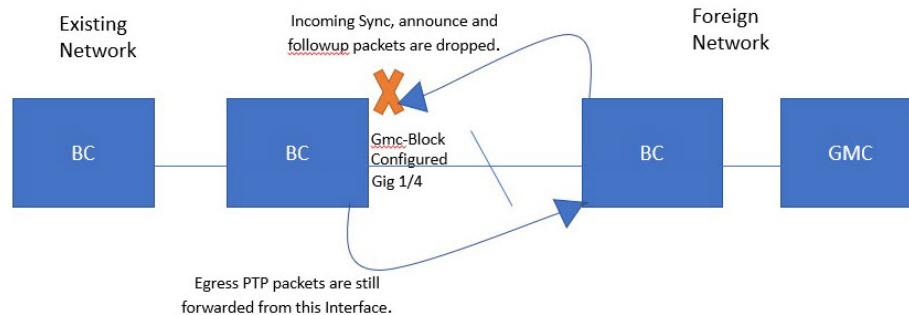 Existing
Network
Incoming Sync, announce and
followup packets are dropped.
Foreign
Network
BC
BC
Gmc-Block
Configured
Gig 1/4
BC
GMC
Egress PTP packets are still
forwarded from this Interface.